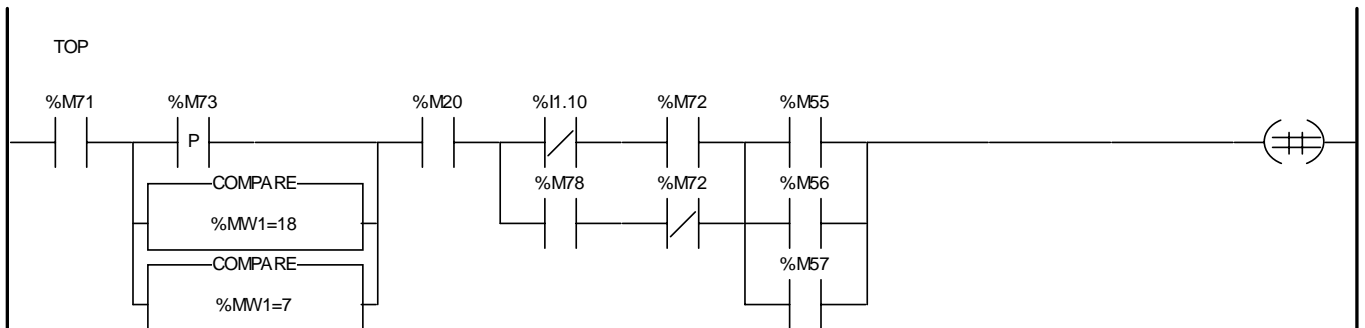 TOP
%M71 %M73 %M20 %I1.10 %M72 %M55
P
COMPARE %M78 %M72 %M56
%MW1=18
COMPARE %M57
%MW1=7